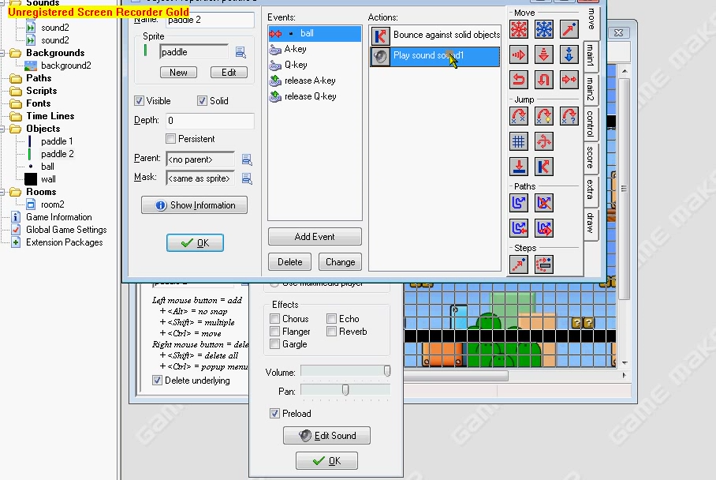 Unregistered Screen Recorder Gold
sound2
sound2
Backgrounds
background2
Paths
Scripts
Fonts
Time Lines
Objects
paddle 1
paddle 2
ball
wall
Rooms
room2
Game Information
Global Game Settings
Extension Packages
Name:
paddle 2
Sprite
paddle
New
Edit
Visible
Solid
Depth:
0
Persistent
Parent:
<no parent>
Mask:
<same as sprite>
Show Information
OK
Events:
ball
A-key
Q-key
release A-key
release Q-key
Add Event
Delete
Change
Actions:
Bounce against solid objects
Play sound sound1
Move
Jump
Paths
Steps
move
main1
main2
control
score
extra
draw
Left mouse button = add
+ <Alt> = no snap
+ <Shift> = multiple
+ <Ctrl> = move
Right mouse button = dele
+ <Shift> = delete all
+ <Ctrl> = popup menu
Delete underlying
Use multimedia player
Effects
Chorus
Echo
Flanger
Reverb
Gargle
Volume:
Pan:
Preload
Edit Sound
OK